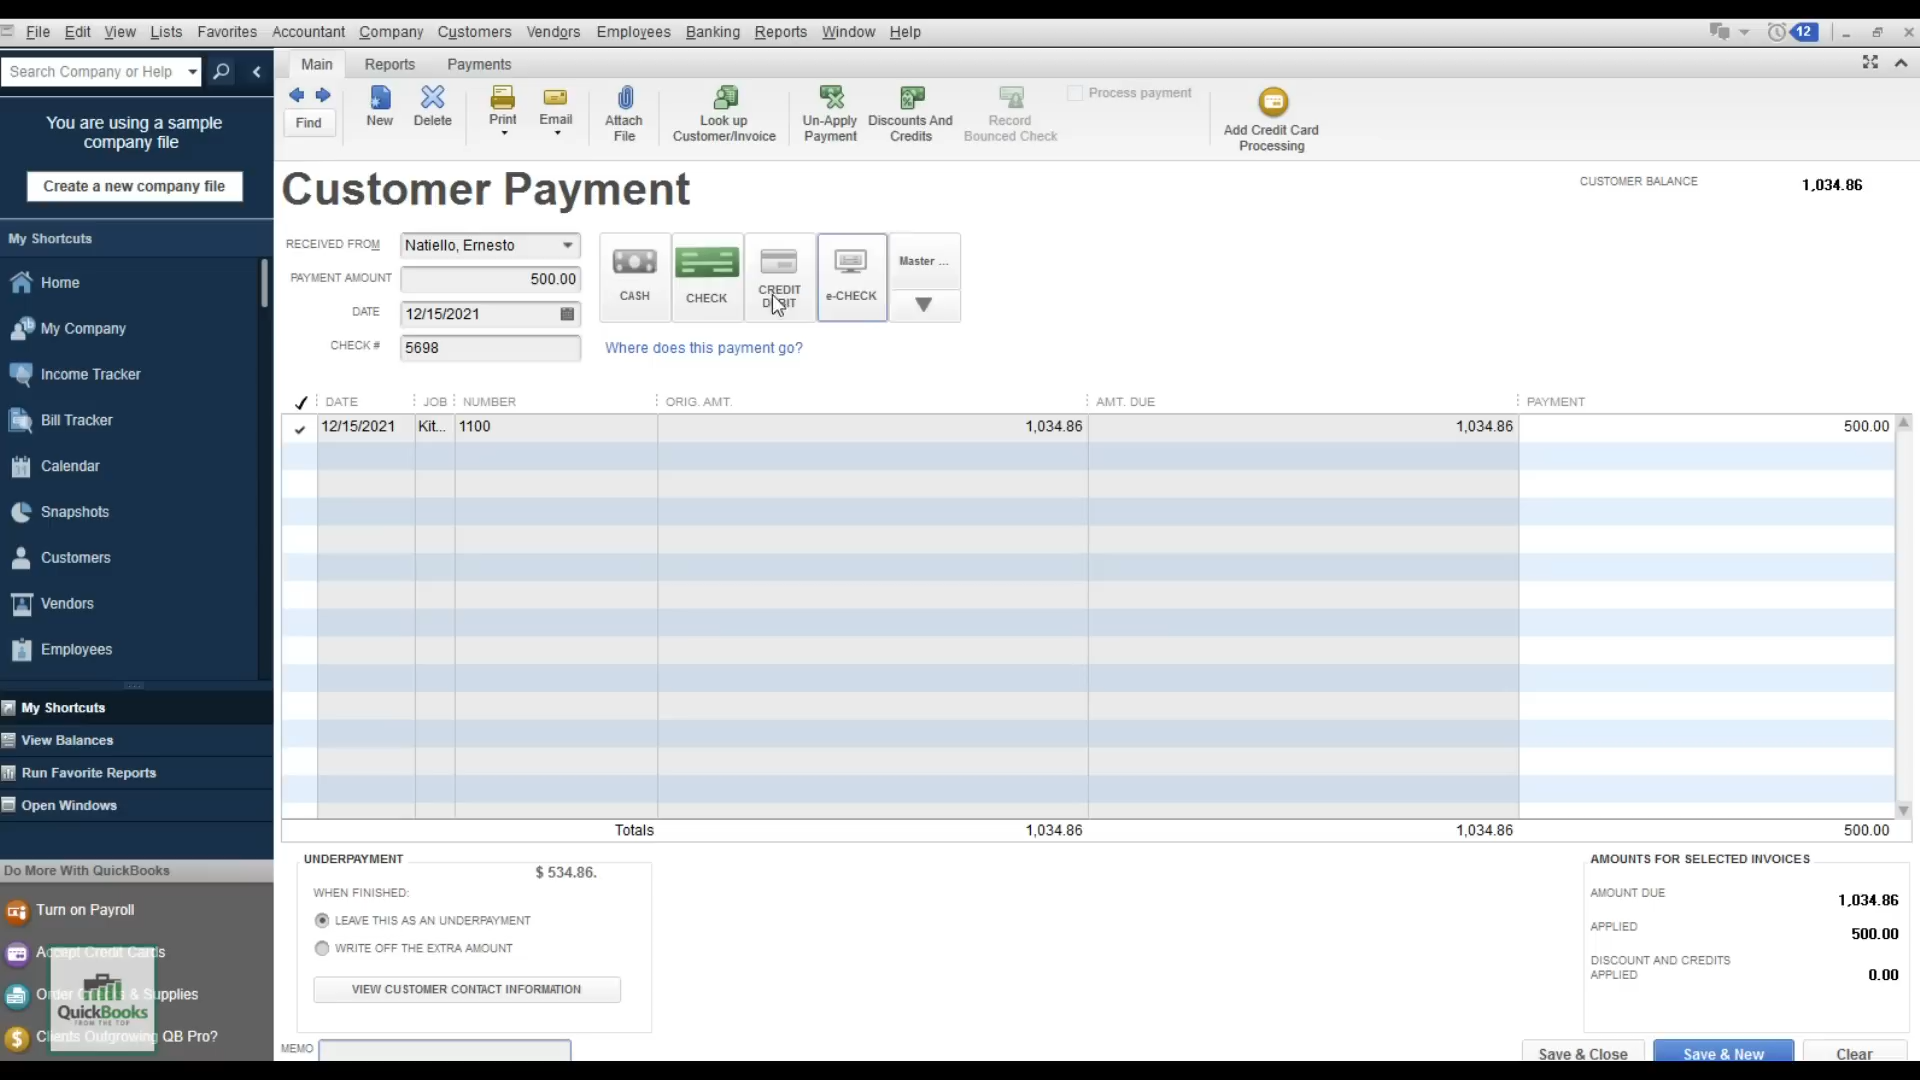 File Edit View Lists Favorites Accountant Company Customers Vendors Employees Banking Reports Window Help
12
Search Company or Help
You are using a sample
company file
Create a new company file
My Shortcuts
Home
My Company
Income Tracker
Bill Tracker
Calendar
Snapshots
Customers
Vendors
Employees
My Shortcuts
View Balances
Run Favorite Reports
Open Windows
Do More With QuickBooks
Turn on Payroll
Accept Credit Cards
Order & Supplies
Clients Outgrowing QB Pro?
QuickBooks
FROM THE TOP
Main Reports Payments
Find
New
Delete
Print
Email
Attach
File
Look up
Customer/Invoice
Un-Apply
Payment
Discounts And
Credits
Record
Bounced Check
Process payment
Add Credit Card
Processing
Customer Payment
CUSTOMER BALANCE 1,034.86
RECEIVED FROM Natiello, Ernesto
PAYMENT AMOUNT 500.00
DATE 12/15/2021
CHECK # 5698
CASH
CHECK
CREDIT
e-CHECK
Master ...
Where does this payment go?
DATE JOB NUMBER ORIG. AMT. AMT. DUE PAYMENT
12/15/2021 Kit... 1100 1,034.86 1,034.86 500.00
Totals 1,034.86 1,034.86 500.00
UNDERPAYMENT
$ 534.86.
WHEN FINISHED:
LEAVE THIS AS AN UNDERPAYMENT
WRITE OFF THE EXTRA AMOUNT
VIEW CUSTOMER CONTACT INFORMATION
AMOUNTS FOR SELECTED INVOICES
AMOUNT DUE 1,034.86
APPLIED 500.00
DISCOUNT AND CREDITS
APPLIED 0.00
MEMO
Save & Close Save & New Clear